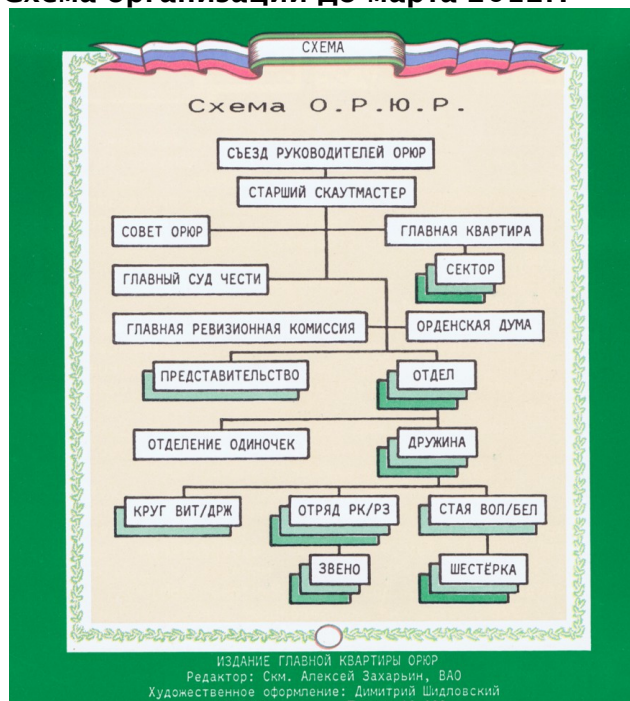 Схема организации до марта 2012г.
СХЕМА
Схема О.Р.Ю.Р.
СЪЕЗД РУКОВОДИТЕЛЕЙ ОРЮР
СТАРШИЙ СКАУТМАСТЕР
СОВЕТ ОРЮР
ГЛАВНАЯ КВАРТИРА
СЕКТОР
ГЛАВНЫЙ СУД ЧЕСТИ
ГЛАВНАЯ РЕВИЗИОННАЯ КОМИССИЯ
ОРДЕНСКАЯ ДУМА
ПРЕДСТАВИТЕЛЬСТВО
ОТДЕЛ
ОТДЕЛЕНИЕ ОДИНОЧЕК
ДРУЖИНА
КРУГ ВИТ/ДРЖ
ОТРЯД РК/РЗ
СТАЯ ВОЛ/БЕЛ
ЗВЕНО
ШЕСТЁРКА
ИЗДАНИЕ ГЛАВНОЙ КВАРТИРЫ ОРЮР
Редактор: Скм. Алексей Захарьин, ВАО
Художественное оформление: Димитрий Шидловский